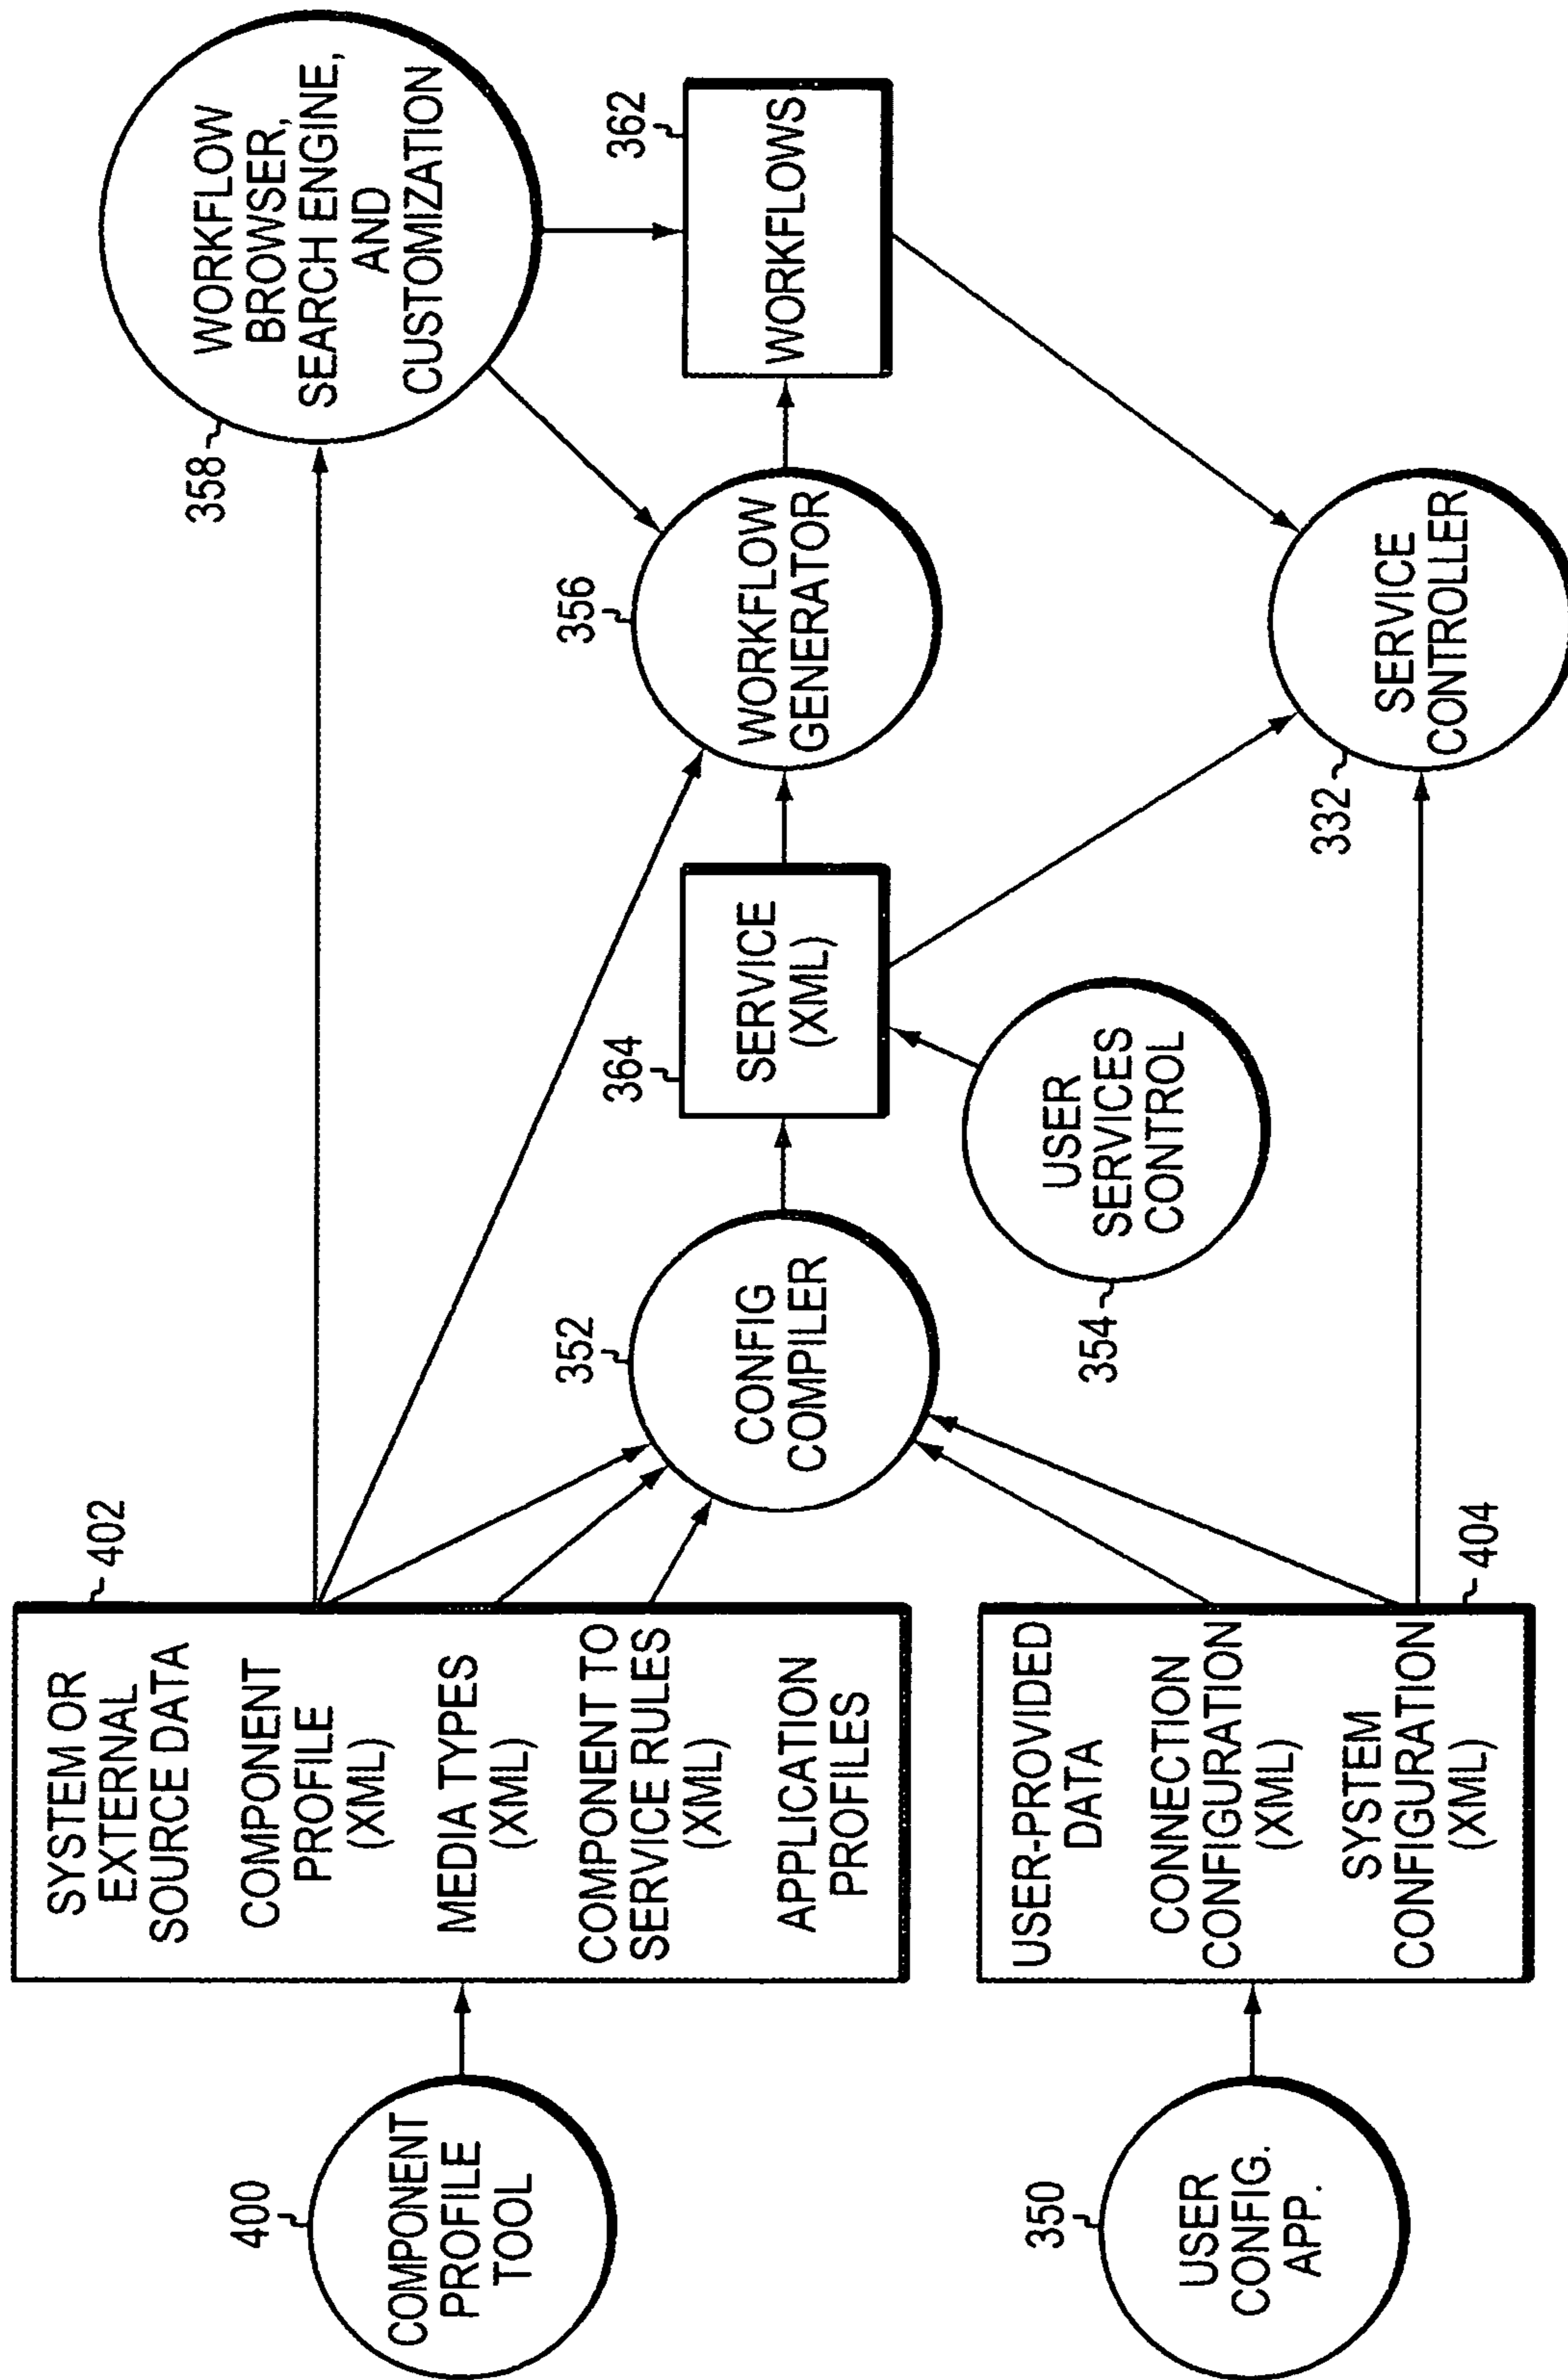 400
COMPONENT
PROFILE
TOOL
402
SYSTEM OR
EXTERNAL
SOURCE DATA
COMPONENT
PROFILE
(XML)
MEDIA TYPES
(XML)
COMPONENT TO
SERVICE RULES
(XML)
APPLICATION
PROFILES
350
USER
CONFIG.
APP.
USER-PROVIDED
DATA
CONNECTION
CONFIGURATION
(XML)
SYSTEM
CONFIGURATION
(XML)
404
352
CONFIG
COMPILER
354
USER
SERVICES
CONTROL
364
SERVICE
(XML)
356
WORKFLOW
GENERATOR
332
SERVICE
CONTROLLER
358
WORKFLOW
BROWSER,
SEARCH ENGINE,
AND
CUSTOMIZATION
362
WORKFLOWS